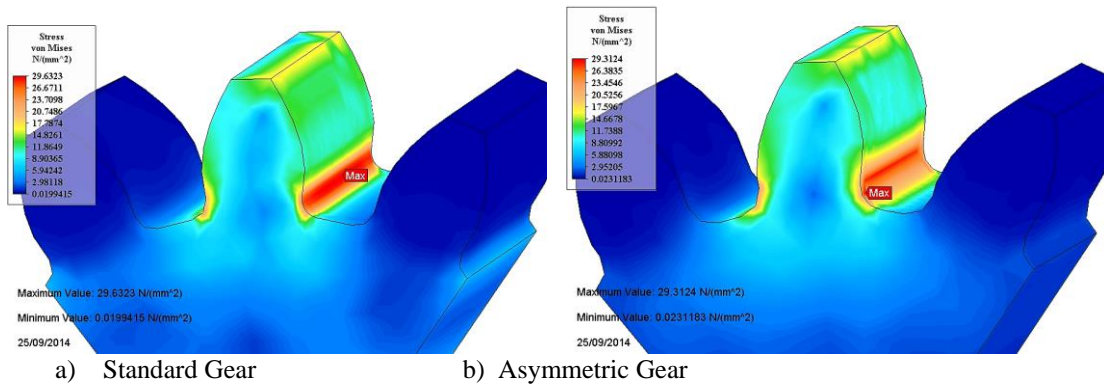 Stress
von Mises
N/(mm^2)
29.6323
26.6711
23.7098
20.7486
17.7874
14.8261
11.8649
8.90365
5.94242
2.98118
0.0199415
Max
Maximum Value: 29.6323 N/(mm^2)
Minimum Value: 0.0199415 N/(mm^2)
25/09/2014
Stress
von Mises
N/(mm^2)
29.3124
26.3835
23.4546
20.5256
17.5967
14.6678
11.7388
8.80992
5.88098
2.95205
0.0231183
Max
Maximum Value: 29.3124 N/(mm^2)
Minimum Value: 0.0231183 N/(mm^2)
25/09/2014
a) Standard Gear
b) Asymmetric Gear